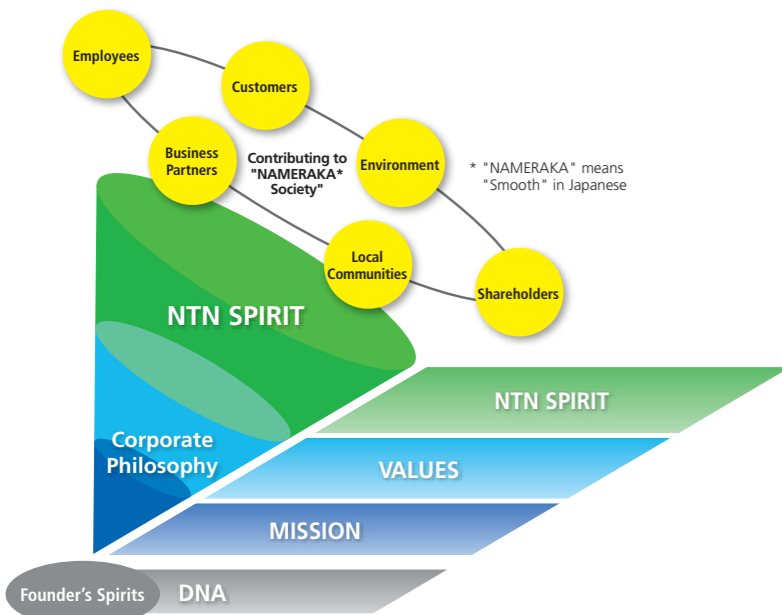 Employees
Customers
Business
Partners
Contributing to
"NAMERAKA*
Society"
Environment
* "NAMERAKA" means
"Smooth" in Japanese
Local
Communities
Shareholders
NTN SPIRIT
NTN SPIRIT
Corporate
Philosophy
VALUES
MISSION
Founder's Spirits
DNA